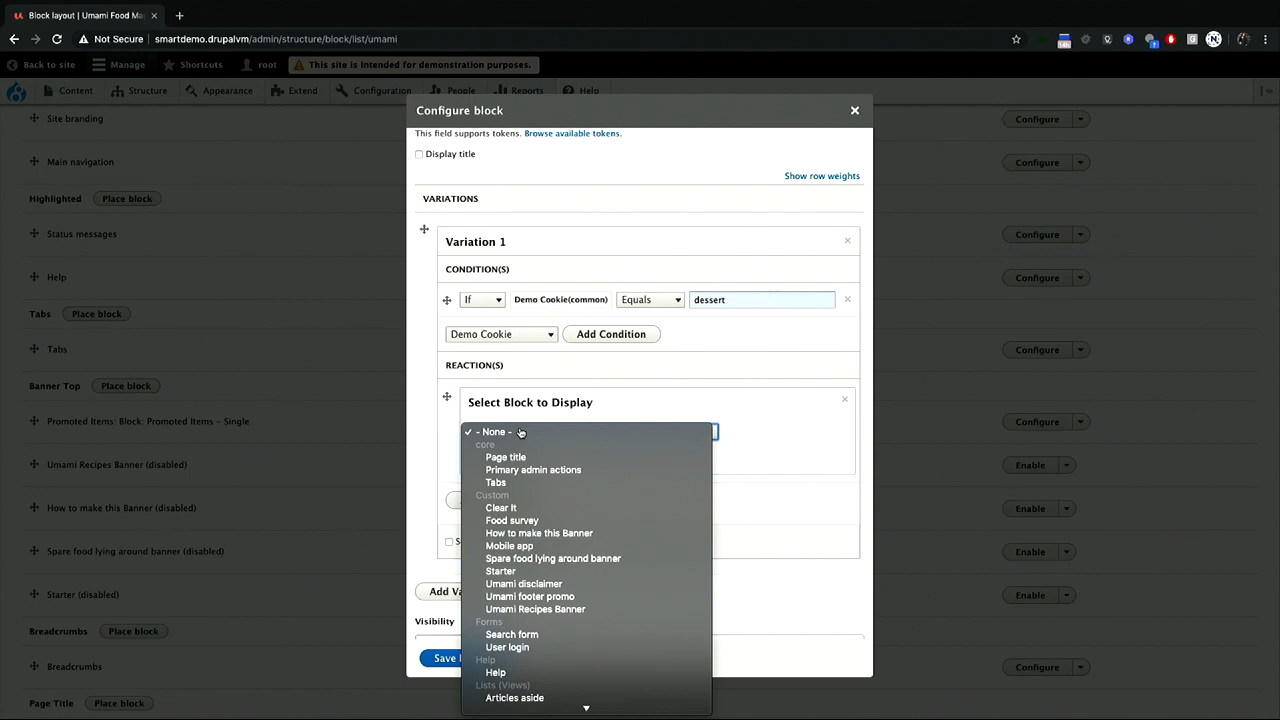 Block layout | Umami Food Ma
Not Secure smartdemo.drupalvm/admin/structure/block/list/umami
Back to site Manage Shortcuts root This site is intended for demonstration purposes.
Content Structure Appearance Extend Configuration People Reports Help
Configure block
This field supports tokens. Browse available tokens.
Site branding Configure
Display title
Main navigation Configure
Show row weights
Highlighted Place block
VARIATIONS
Status messages Configure
Variation 1
CONDITION(S)
Help Configure
If Demo Cookie(common) Equals dessert
Tabs Place block
Demo Cookie Add Condition
Tabs Configure
REACTION(S)
Banner Top Place block
Select Block to Display
Promoted Items: Block: Promoted Items - Single Configure
- None -
core
Page title
Umami Recipes Banner (disabled) Enable
Primary admin actions
Tabs
Custom
How to make this Banner (disabled) Clear It Enable
Food survey
How to make this Banner
Mobile app
Spare food lying around banner (disabled) Enable
Spare food lying around banner
Starter
Umami disclaimer
Add Va
Starter (disabled) Umami footer promo Enable
Umami Recipes Banner
Visibility Forms
Breadcrumbs Place block
Search form
User login
Save
Help
Breadcrumbs Configure
Help
Lists (Views)
Articles aside
Page Title Place block